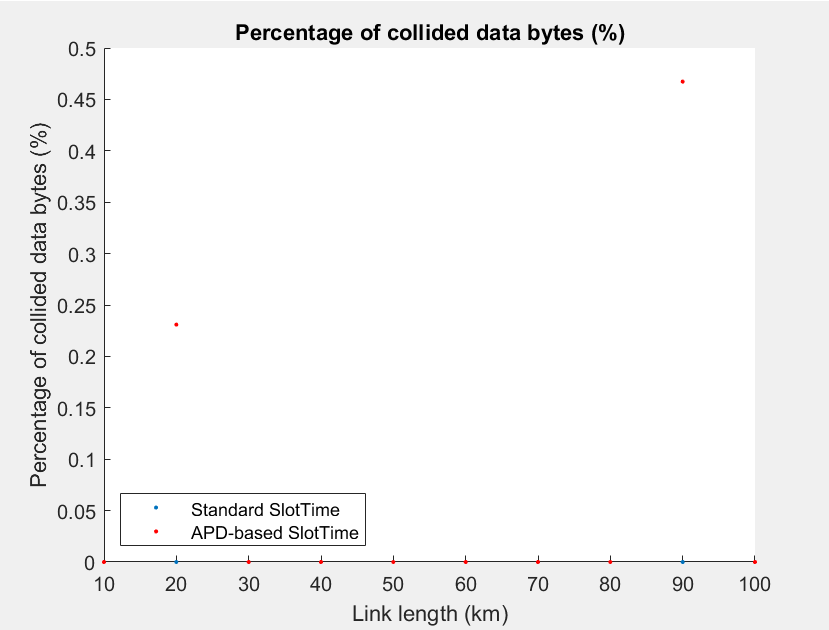 Percentage of collided data bytes (%)
Percentage of collided data bytes (%)
0.5
0.45
0.4
0.35
0.3
0.25
0.2
0.15
0.1
0.05
0
Standard SlotTime
APD-based SlotTime
10 20 30 40 50 60 70 80 90 100
Link length (km)